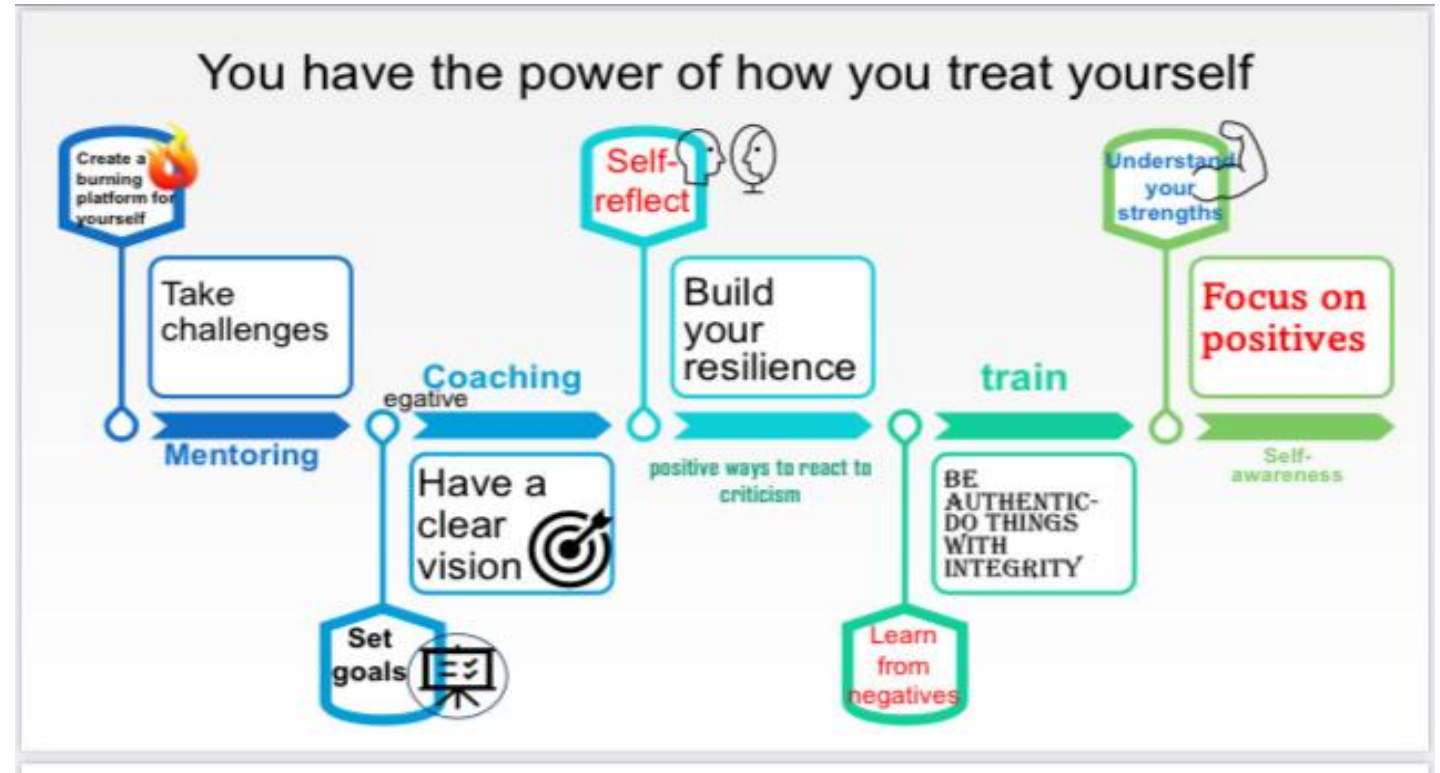 You have the power of how you treat yourself
Create a
burning
platform for
yourself
Take
challenges
Mentoring
Set
goals
egative
Coaching
Have a
clear
vision
Self-
reflect
Build
your
resilience
positive ways to react to
criticism
Learn
from
negatives
train
BE
AUTHENTIC-
DO THINGS
WITH
INTEGRITY
Understand
your
strengths
Focus on
positives
Self-
awareness